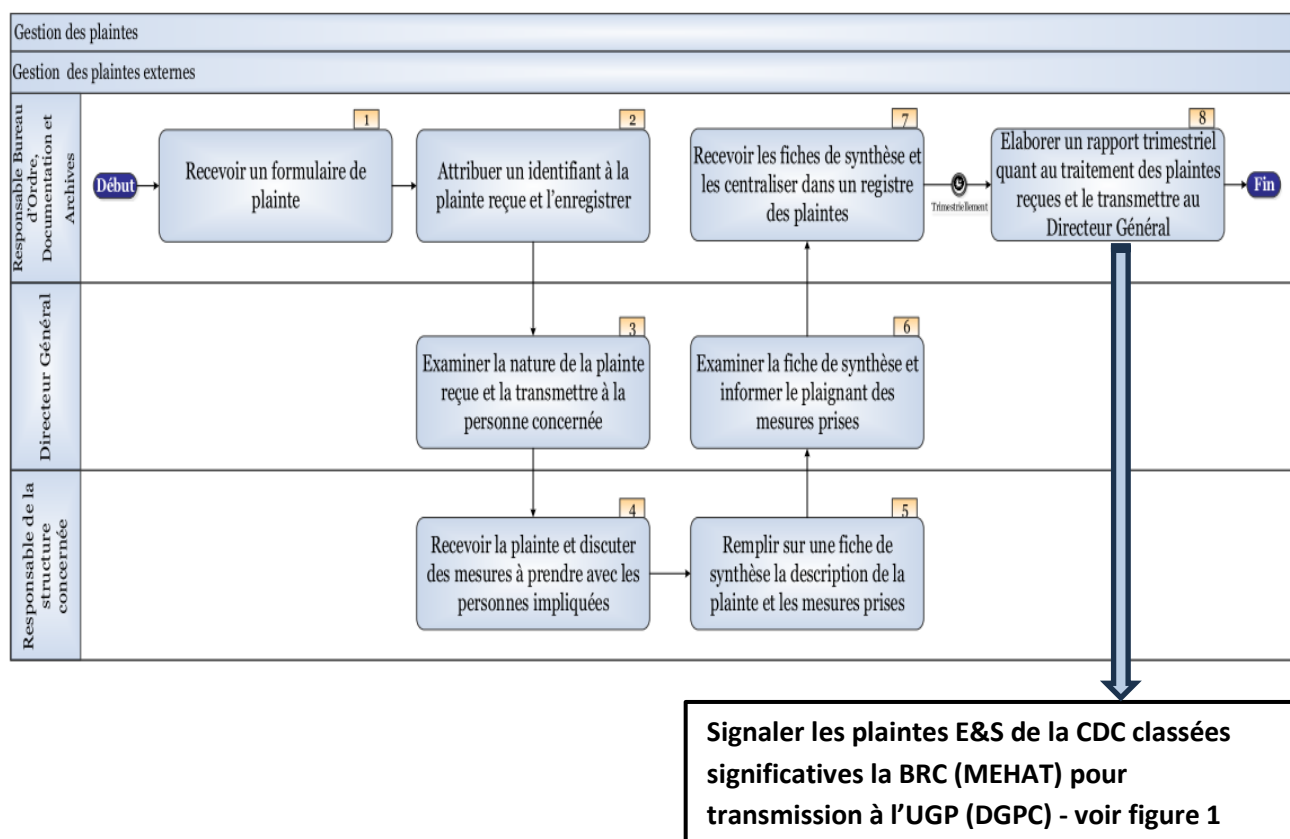 Gestion des plaintes
Gestion des plaintes externes
Responsable Bureau
d'Ordre,
Documentation et
Archives
Début
1
Recevoir un formulaire de
plainte
2
Attribuer un identifiant à la
plainte reçue et l'enregistrer
7
Recevoir les fiches de synthèse et
les centraliser dans un registre
des plaintes
Trimestriellement
8
Elaborer un rapport trimestriel
quant au traitement des plaintes
reçues et le transmettre au
Directeur Général
Fin
Directeur Général
3
Examiner la nature de la plainte
reçue et la transmettre à la
personne concernée
6
Examiner la fiche de synthèse et
informer le plaignant des
mesures prises
Responsable de la
structure
concernée
4
Recevoir la plainte et discuter
des mesures à prendre avec les
personnes impliquées
5
Remplir sur une fiche de
synthèse la description de la
plainte et les mesures prises
Signaler les plaintes E&S de la CDC classées
significatives la BRC (MEHAT) pour
transmission à l'UGP (DGPC) - voir figure 1